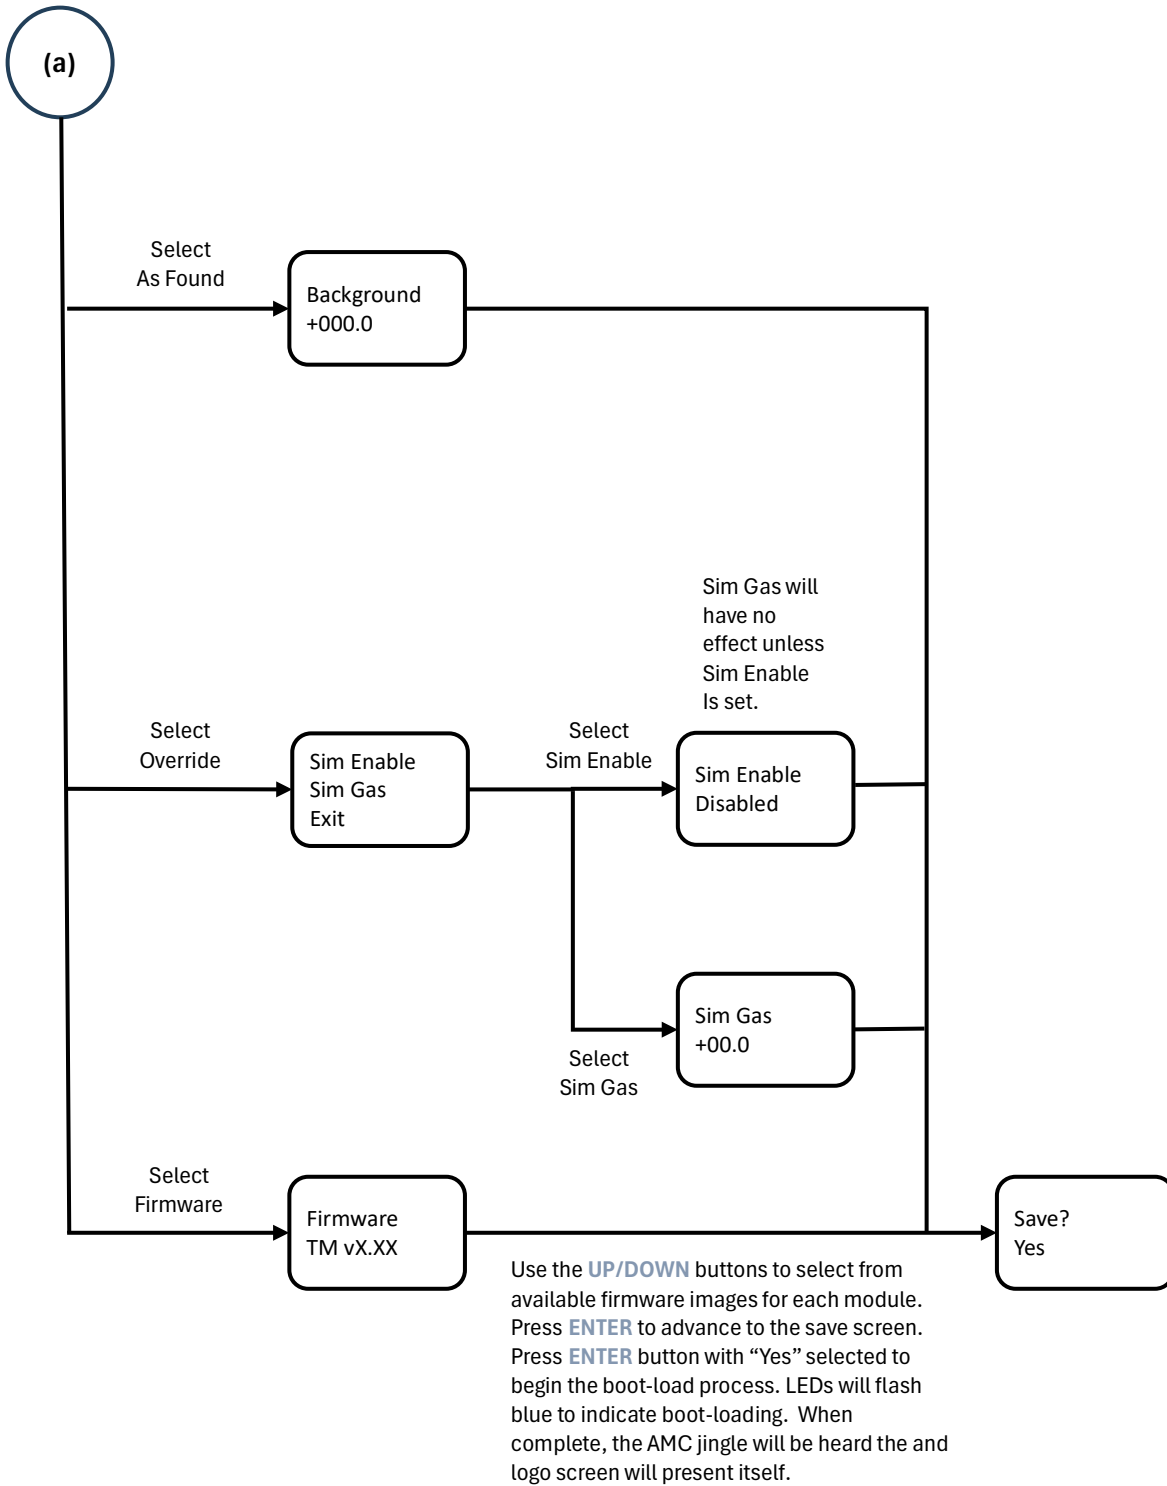 (a)
Select
As Found
Background
+000.0
Sim Gas will
have no
effect unless
Sim Enable
Is set.
Select
Override
Sim Enable
Sim Gas
Exit
Select
Sim Enable
Sim Enable
Disabled
Select
Sim Gas
Sim Gas
+00.0
Select
Firmware
Firmware
TM vX.XX
Save?
Yes
Use the UP/DOWN buttons to select from
available firmware images for each module.
Press ENTER to advance to the save screen.
Press ENTER button with “Yes” selected to
begin the boot-load process. LEDs will flash
blue to indicate boot-loading.  When
complete, the AMC jingle will be heard the and
logo screen will present itself.